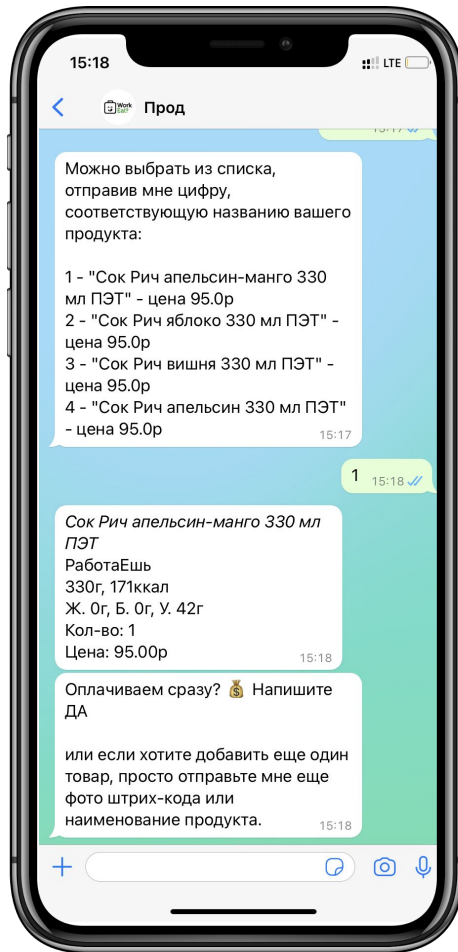 15:18
LTE
Work
Eat?
Прод
15:17
Можно выбрать из списка,
отправив мне цифру,
соответствующую названию вашего
продукта:
1 - "Сок Рич апельсин-манго 330
мл ПЭТ" - цена 95.0р
2 - "Сок Рич яблоко 330 мл ПЭТ" -
цена 95.0р
3 - "Сок Рич вишня 330 мл ПЭТ" -
цена 95.0р
4 - "Сок Рич апельсин 330 мл ПЭТ"
- цена 95.0р
15:17
1 15:18
Сок Рич апельсин-манго 330 мл
ПЭТ
РаботаЕшь
330г, 171ккал
Ж. 0г, Б. 0г, У. 42г
Кол-во: 1
Цена: 95.00р
15:18
Оплачиваем сразу? 💰 Напишите
ДА
или если хотите добавить еще один
товар, просто отправьте мне еще
фото штрих-кода или
наименование продукта.
15:18